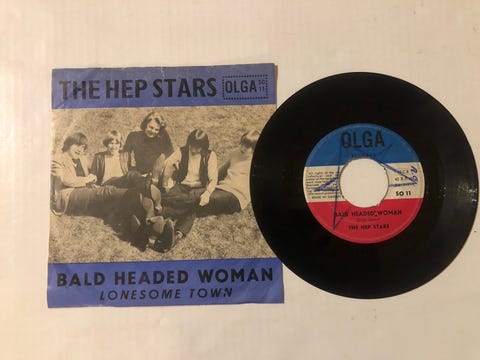 THE HEP STARS
OLGA SO 11
BALD HEADED WOMAN
LONESOME TOWN
OLGA
SO 11
BALD HEADED WOMAN
THE HEP STARS